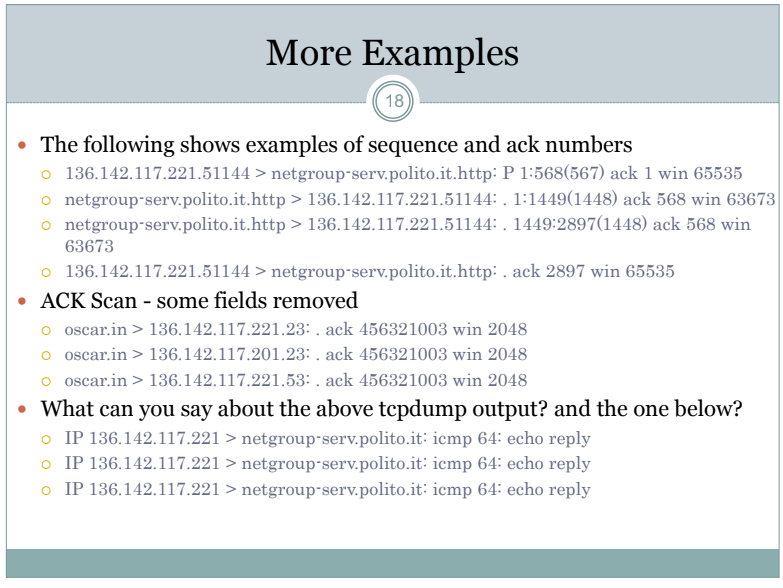 More Examples
18
• The following shows examples of sequence and ack numbers
o 136.142.117.221.51144 > netgroup-serv.polito.it.http: P 1:568(567) ack 1 win 65535
o netgroup-serv.polito.it.http > 136.142.117.221.51144: . 1:1449(1448) ack 568 win 63673
o netgroup-serv.polito.it.http > 136.142.117.221.51144: . 1449:2897(1448) ack 568 win
63673
o 136.142.117.221.51144 > netgroup-serv.polito.it.http: . ack 2897 win 65535
• ACK Scan - some fields removed
o oscar.in > 136.142.117.221.23: . ack 456321003 win 2048
o oscar.in > 136.142.117.201.23: . ack 456321003 win 2048
o oscar.in > 136.142.117.221.53: . ack 456321003 win 2048
• What can you say about the above tcpdump output? and the one below?
o IP 136.142.117.221 > netgroup-serv.polito.it: icmp 64: echo reply
o IP 136.142.117.221 > netgroup-serv.polito.it: icmp 64: echo reply
o IP 136.142.117.221 > netgroup-serv.polito.it: icmp 64: echo reply